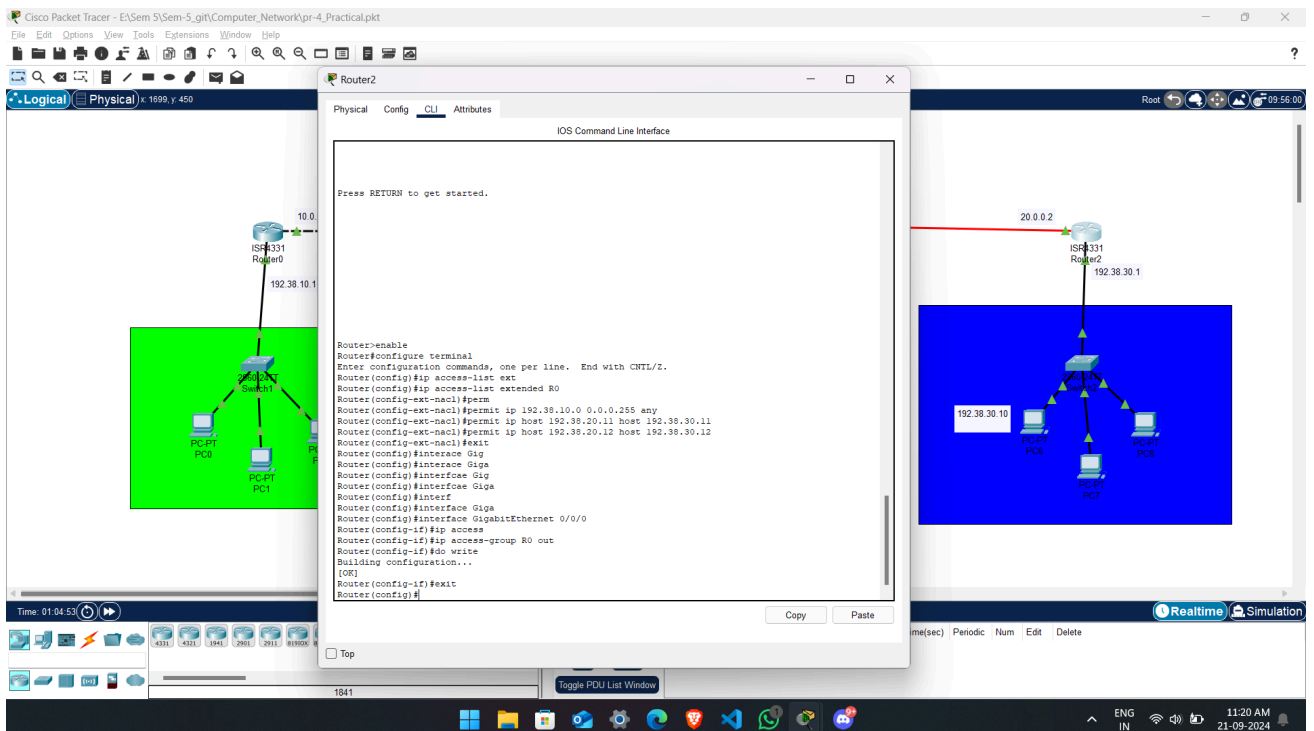 Cisco Packet Tracer - E:\Sem 5\Sem-5_git\Computer_Network\pr-4_Practical.pkt
File Edit Options View Tools Extensions Window Help
?
Logical Physical x: 1699, y: 450
Root 09:56:00
Router2
Physical Config CLI Attributes
IOS Command Line Interface
Press RETURN to get started.
Router>enable
Router#configure terminal
Enter configuration commands, one per line. End with CNTL/Z.
Router(config)#ip access-list ext
Router(config)#ip access-list extended R0
Router(config-ext-nacl)#perm
Router(config-ext-nacl)#permit ip 192.38.10.0 0.0.0.255 any
Router(config-ext-nacl)#permit ip host 192.38.20.11 host 192.38.30.11
Router(config-ext-nacl)#permit ip host 192.38.20.12 host 192.38.30.12
Router(config-ext-nacl)#exit
Router(config)#interace Gig
Router(config)#interace Giga
Router(config)#interfcae Gig
Router(config)#interfcae Giga
Router(config)#interf
Router(config)#interface Giga
Router(config)#interface GigabitEthernet 0/0/0
Router(config-if)#ip access
Router(config-if)#ip access-group R0 out
Router(config-if)#do write
Building configuration...
[OK]
Router(config-if)#exit
Router(config)#
Copy Paste
Top
10.0.
ISR4331
Router0
192.38.10.1
Switch1
PC-PT
PC0
PC-PT
PC1
20.0.0.2
ISR4331
Router2
192.38.30.1
192.38.30.10
PC-PT
PC-PT
PC6
PC-PT
PC7
Time: 01:04:53
Realtime Simulation
4331 4321 1941 2901 2911 819IOX
me(sec) Periodic Num Edit Delete
1841
Toggle PDU List Window
ENG
IN
11:20 AM
21-09-2024